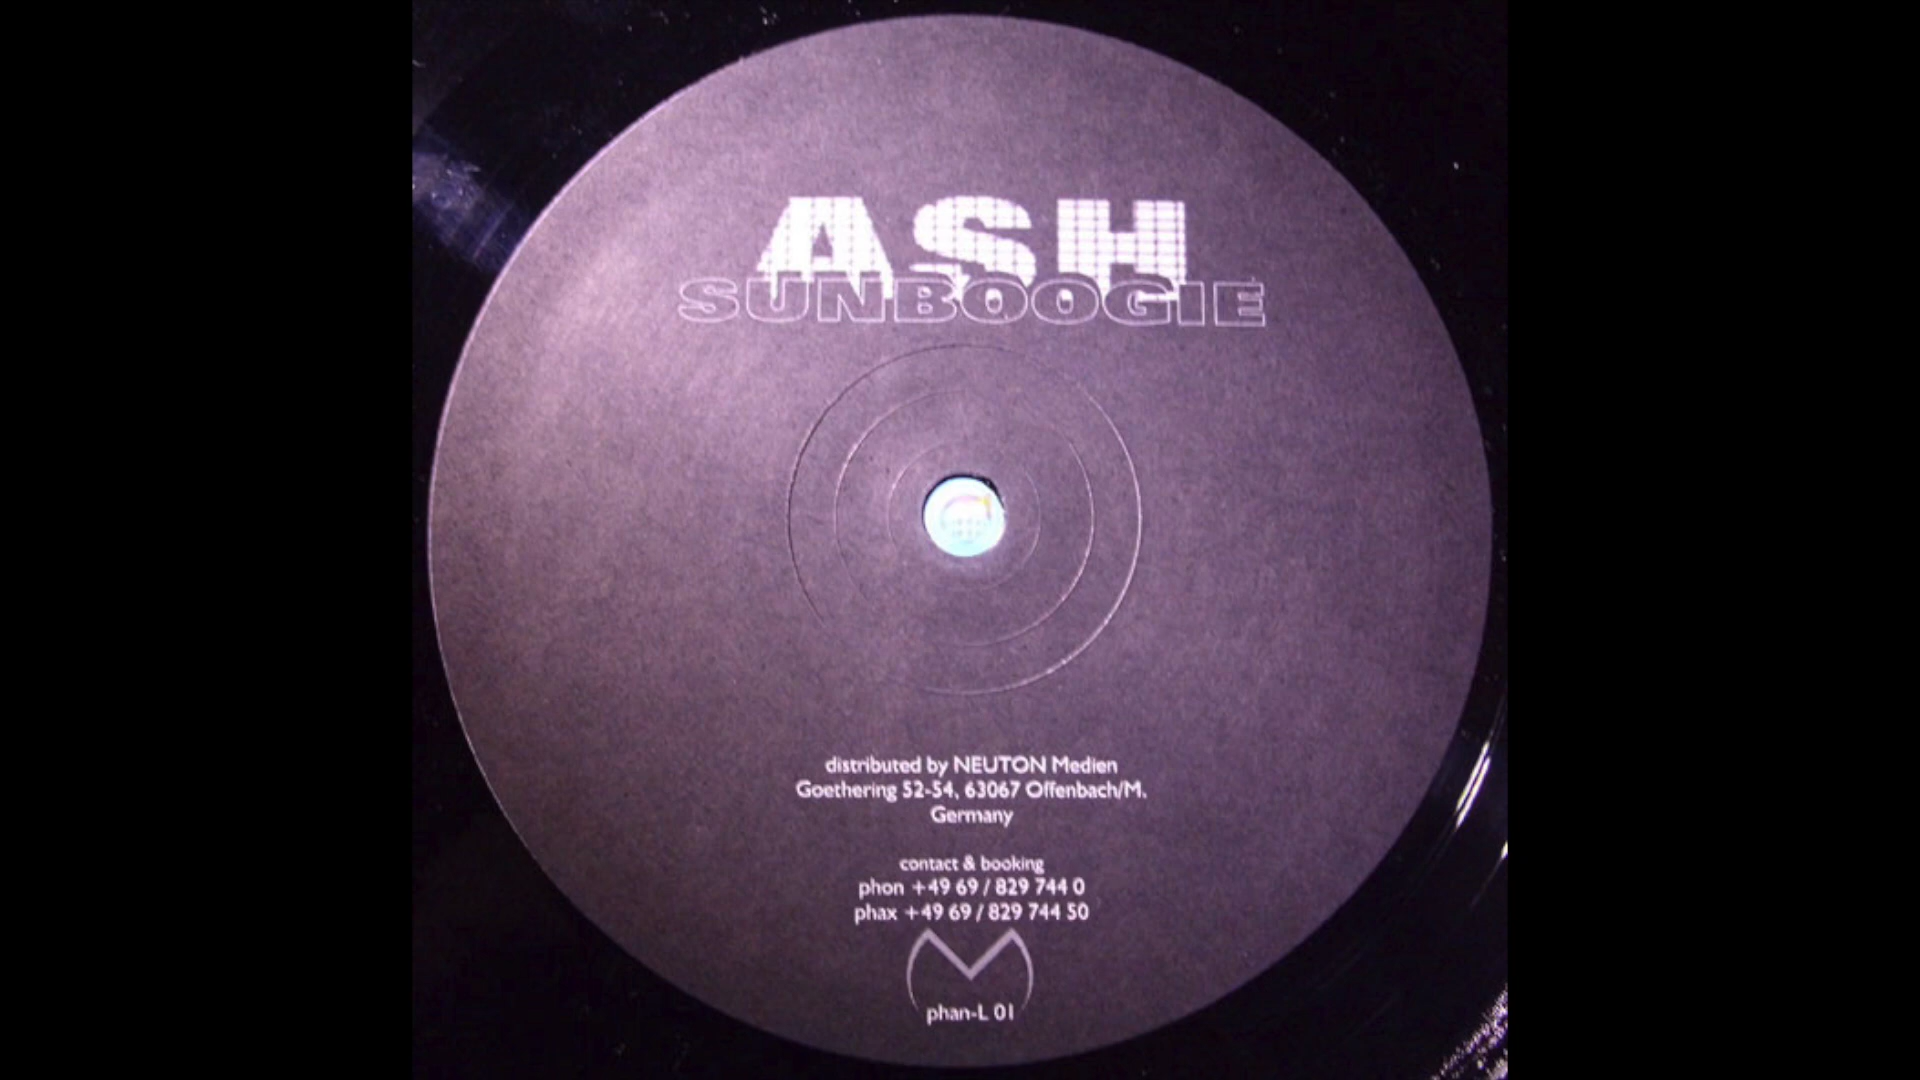 ASH
SUNBOOGIE
distributed by NEUTON Medien
Goethering 52-54, 63067 Offenbach/M.
Germany
contact & booking
phon +49 69 / 829 744 0
phax +49 69 / 829 744 50
phan-L 01